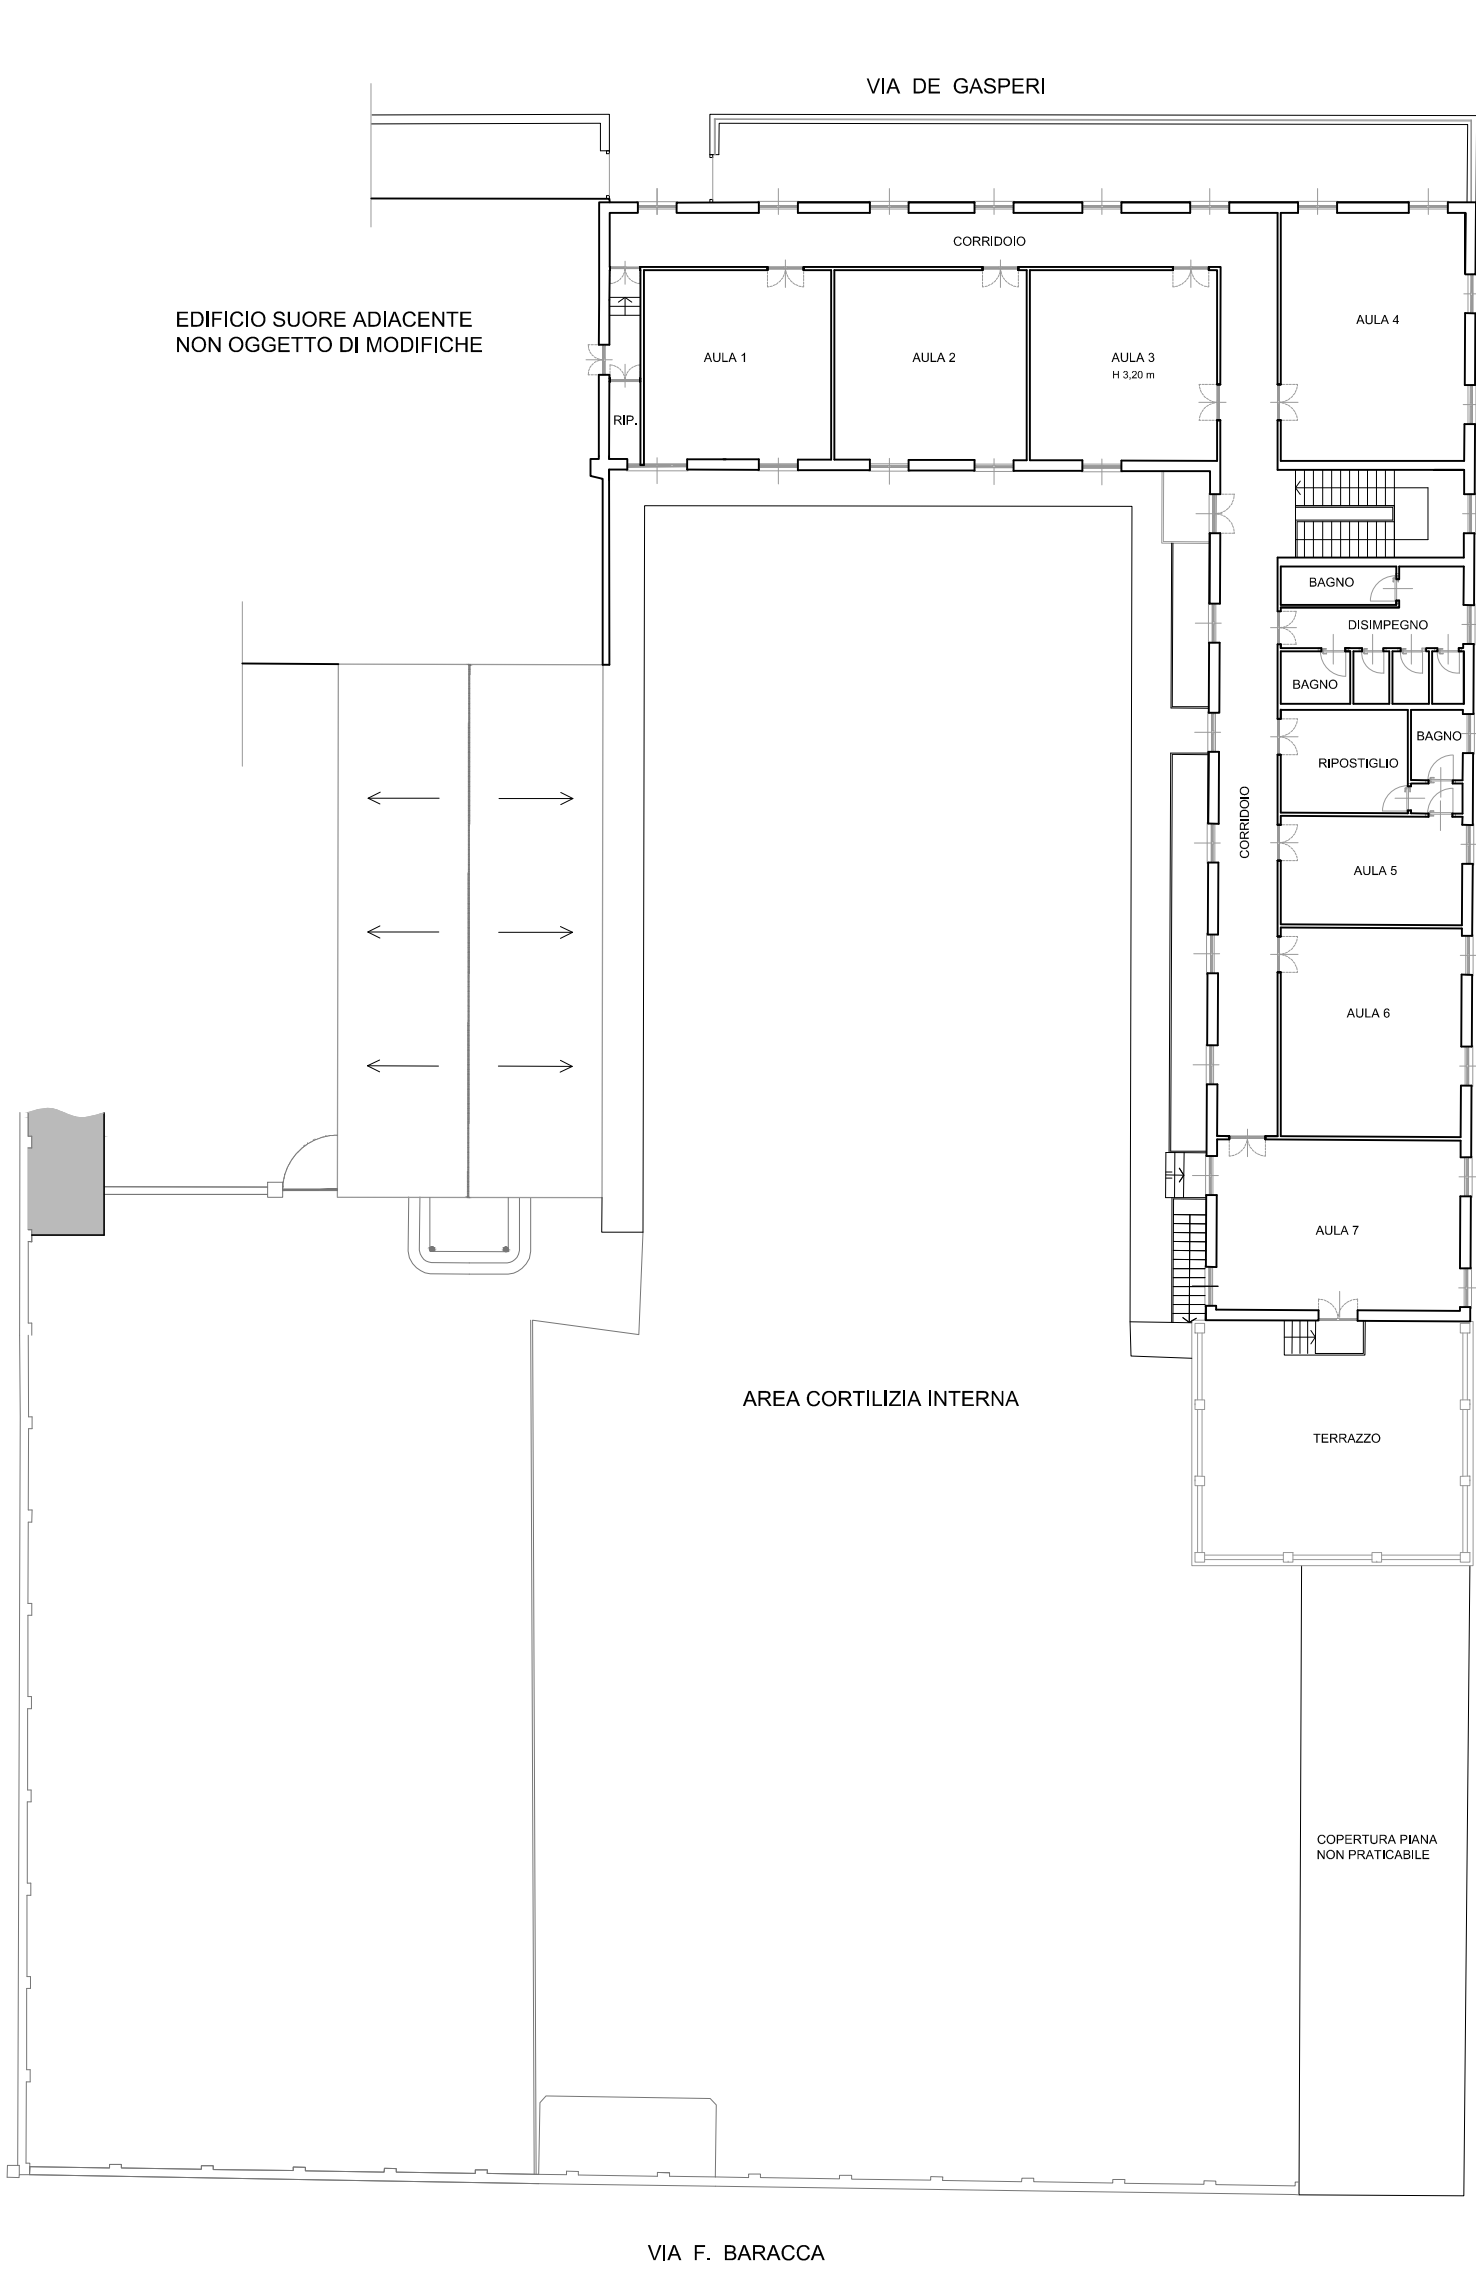 VIA DE GASPERI
CORRIDOIO
EDIFICIO SUORE ADIACENTE
NON OGGETTO DI MODIFICHE
AULA 1
AULA 2
AULA 3
H 3,20 m
AULA 4
RIP.
BAGNO
DISIMPEGNO
BAGNO
BAGNO
RIPOSTIGLIO
CORRIDOIO
AULA 5
AULA 6
AULA 7
AREA CORTILIZIA INTERNA
TERRAZZO
COPERTURA PIANA
NON PRATICABILE
VIA F. BARACCA